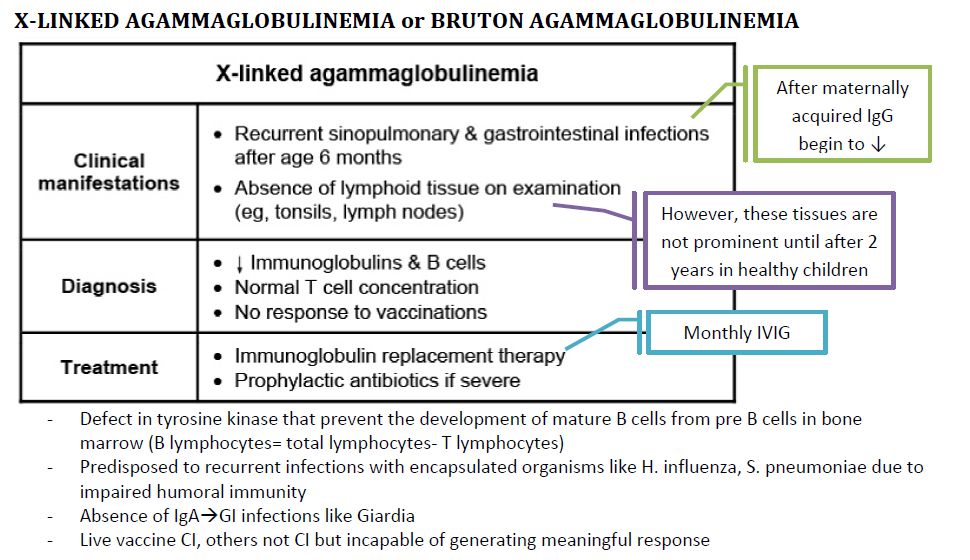 X-LINKED AGAMMAGLOBULINEMIA or BRUTON AGAMMAGLOBULINEMIA
X-linked agammaglobulinemia
Clinical
manifestations
• Recurrent sinopulmonary & gastrointestinal infections
after age 6 months
• Absence of lymphoid tissue on examination
(eg, tonsils, lymph nodes)
After maternally
acquired IgG
begin to ↓
However, these tissues are
not prominent until after 2
years in healthy children
Diagnosis
• ↓ Immunoglobulins & B cells
• Normal T cell concentration
• No response to vaccinations
Treatment
• Immunoglobulin replacement therapy
• Prophylactic antibiotics if severe
Monthly IVIG
- Defect in tyrosine kinase that prevent the development of mature B cells from pre B cells in bone
marrow (B lymphocytes= total lymphocytes- T lymphocytes)
- Predisposed to recurrent infections with encapsulated organisms like H. influenza, S. pneumoniae due to
impaired humoral immunity
- Absence of IgA→GI infections like Giardia
- Live vaccine CI, others not CI but incapable of generating meaningful response